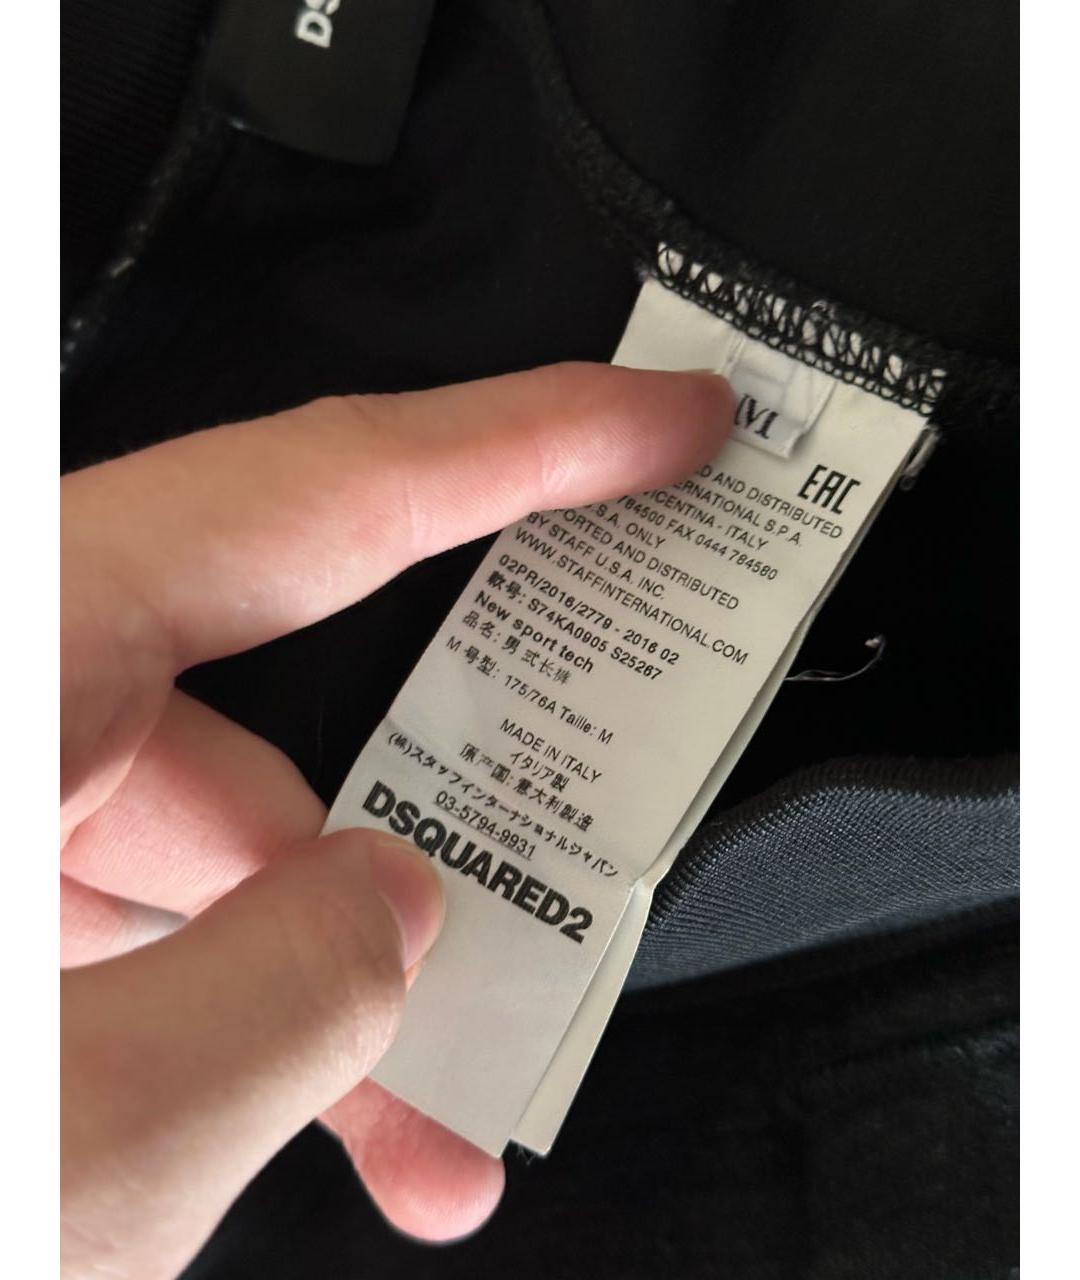 DS
M
EAC
ED AND DISTRIBUTED
ERNATIONAL S.P.A.
VICENTINA - ITALY
784500 FAX 0444 784580
U.S.A. ONLY
PORTED AND DISTRIBUTED
BY STAFF U.S.A. INC.
WWW.STAFFINTERNATIONAL.COM
02PR/2016/2779 - 2016 02
款号: S74KA0905 S25267
New sport tech
品名: 男式长裤
M 号型: 175/76A Taille: M
MADE IN ITALY
イタリア製
原产国: 意大利製造
(株)スタッフインターナショナルジャパン
03-5794-9931
DSQUARED2